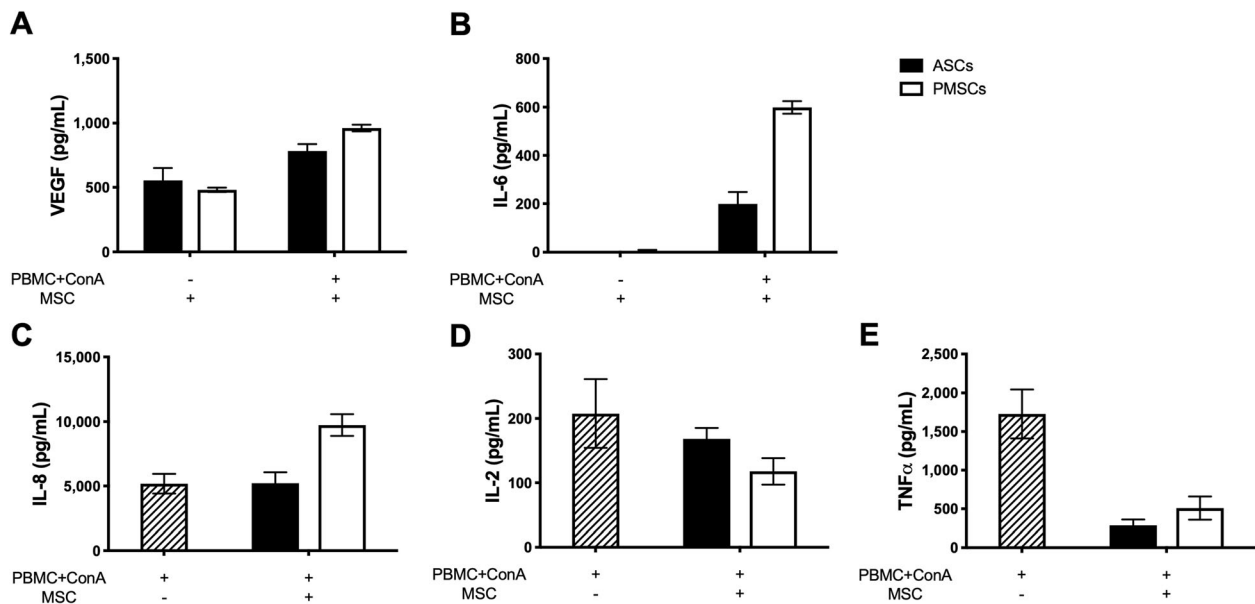 A
1,500
1,000
500
0
VEGF (pg/mL)
PBMC+ConA - +
MSC + +
B
800
600
400
200
0
IL-6 (pg/mL)
PBMC+ConA - +
MSC + +
ASCs
PMSCs
C
15,000
10,000
5,000
0
IL-8 (pg/mL)
PBMC+ConA + +
MSC - +
D
300
200
100
0
IL-2 (pg/mL)
PBMC+ConA + +
MSC - +
E
2,500
2,000
1,500
1,000
500
0
TNFα (pg/mL)
PBMC+ConA + +
MSC - +